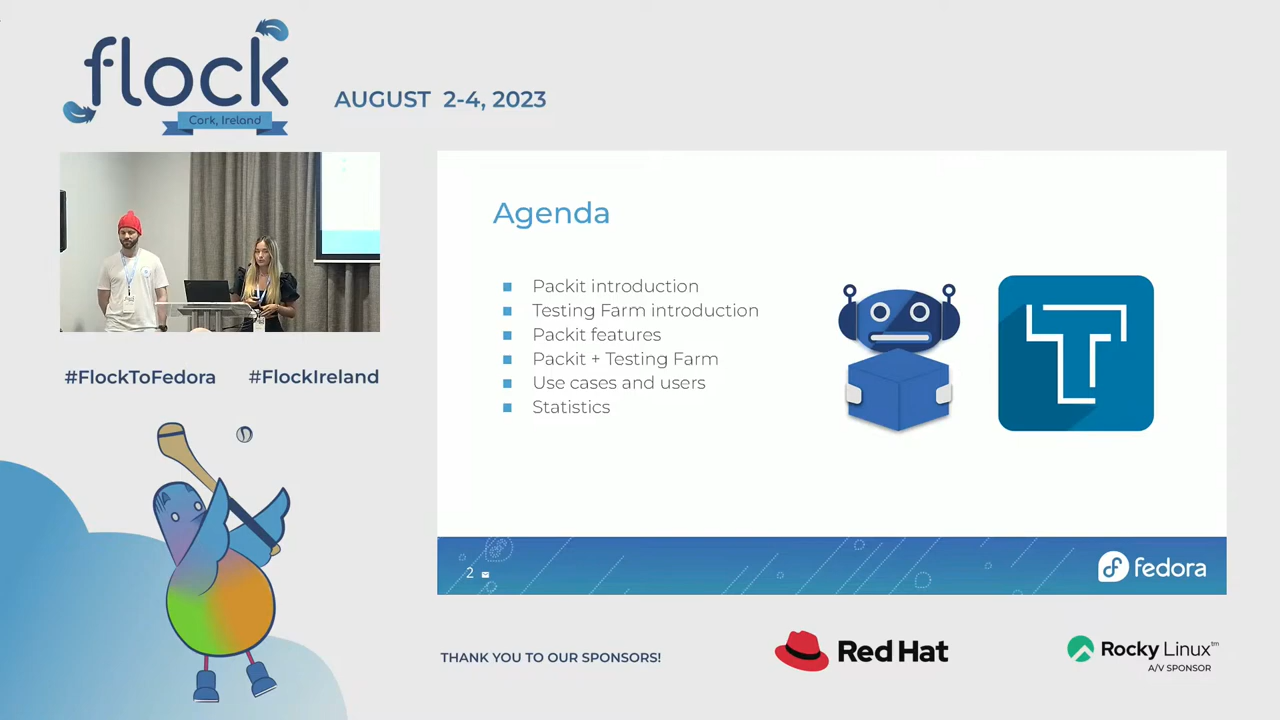 flock
Cork, Ireland
AUGUST 2-4, 2023
#FlockToFedora
#FlockIreland
Agenda
Packit introduction
Testing Farm introduction
Packit features
Packit + Testing Farm
Use cases and users
Statistics
2
fedora
THANK YOU TO OUR SPONSORS!
Red Hat
Rocky Linux™
A/V SPONSOR